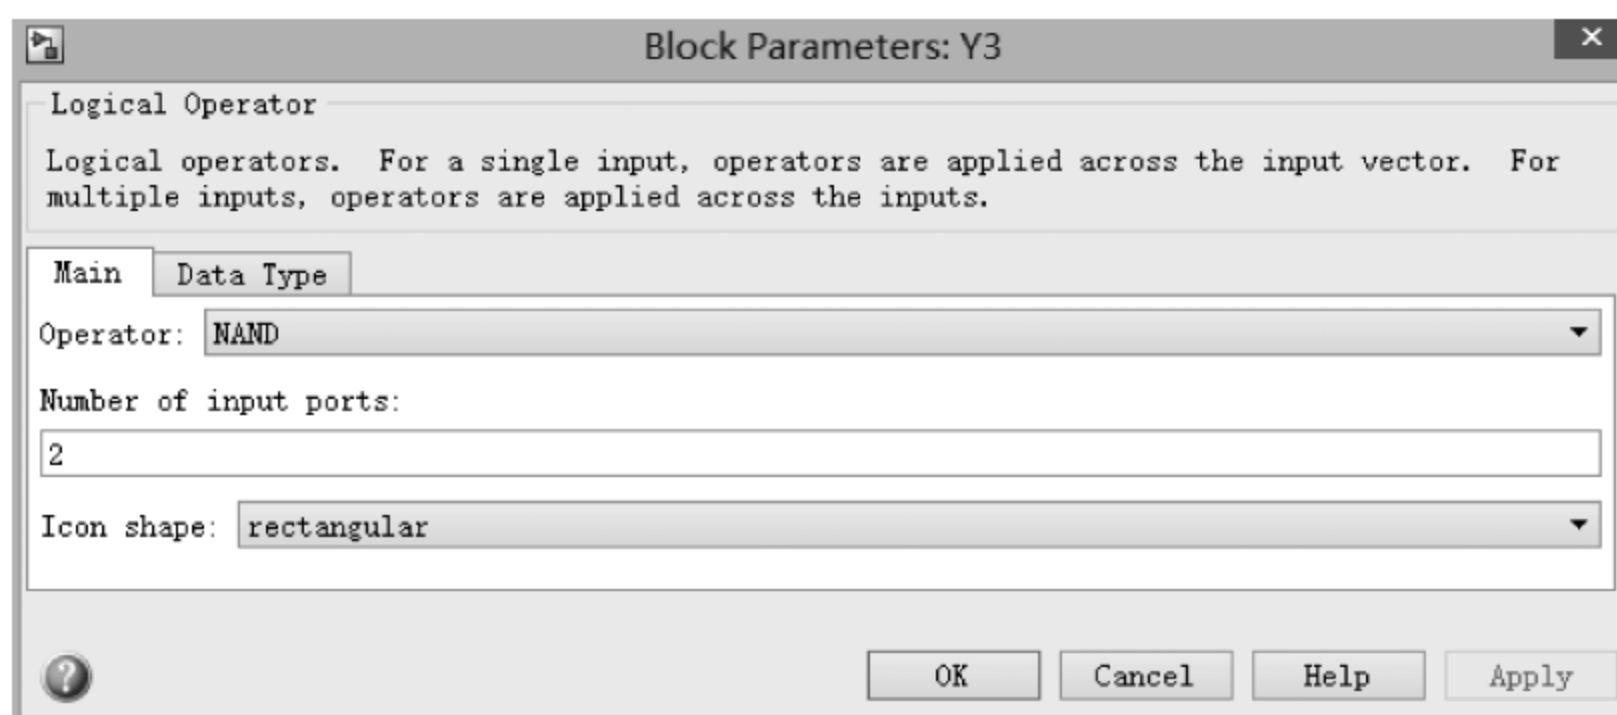 Block Parameters: Y3
×
Logical Operator
Logical operators.  For a single input, operators are applied across the input vector.  For
multiple inputs, operators are applied across the inputs.
Main
Data Type
Operator: NAND
Number of input ports:
2
Icon shape: rectangular
?
OK
Cancel
Help
Apply